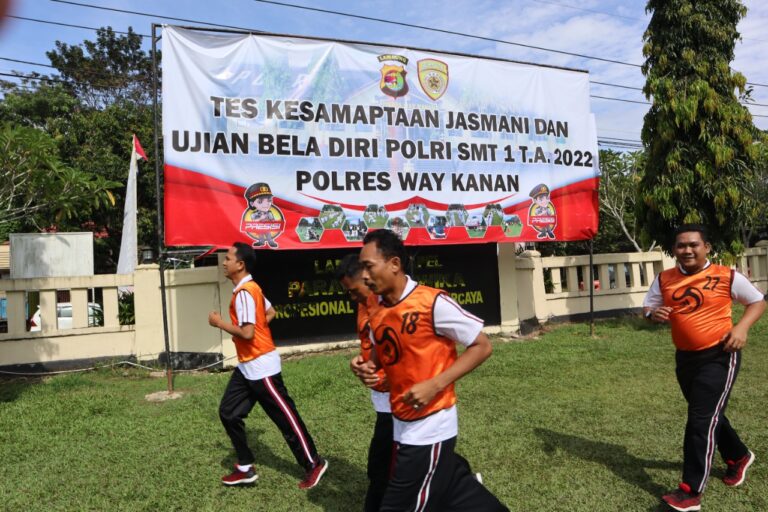 TES KESAMAPTAAN JASMANI DAN
UJIAN BELA DIRI POLRI SMT 1 T.A. 2022
POLRES WAY KANAN
PRESISI
PRESISI
18
27